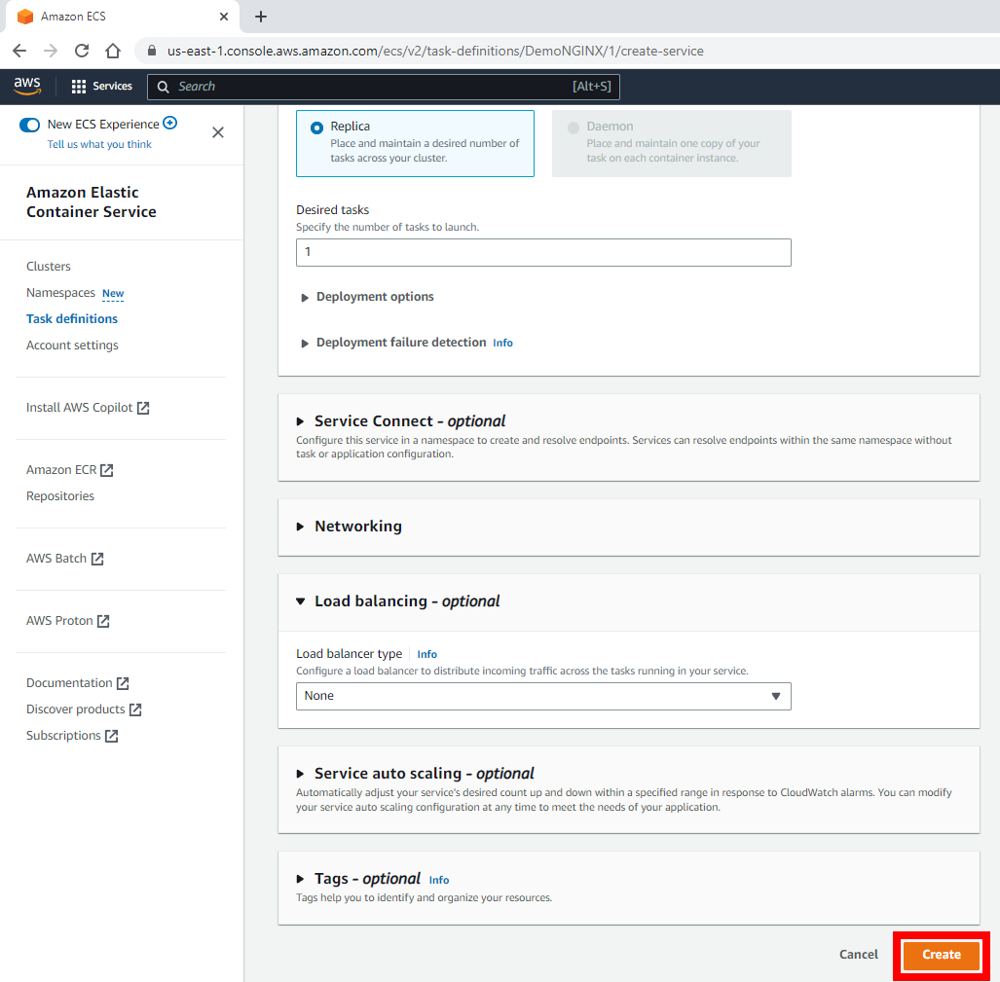 Amazon ECS
us-east-1.console.aws.amazon.com/ecs/v2/task-definitions/DemoNGINX/1/create-service
aws
Services
Search
[Alt+S]
New ECS Experience
Tell us what you think
Amazon Elastic
Container Service
Clusters
Namespaces New
Task definitions
Account settings
Install AWS Copilot
Amazon ECR
Repositories
AWS Batch
AWS Proton
Documentation
Discover products
Subscriptions
Replica
Place and maintain a desired number of
tasks across your cluster.
Daemon
Place and maintain one copy of your
task on each container instance.
Desired tasks
Specify the number of tasks to launch.
1
Deployment options
Deployment failure detection Info
Service Connect - optional
Configure this service in a namespace to create and resolve endpoints. Services can resolve endpoints within the same namespace without
task or application configuration.
Networking
Load balancing - optional
Load balancer type Info
Configure a load balancer to distribute incoming traffic across the tasks running in your service.
None
Service auto scaling - optional
Automatically adjust your service's desired count up and down within a specified range in response to CloudWatch alarms. You can modify
your service auto scaling configuration at any time to meet the needs of your application.
Tags - optional Info
Tags help you to identify and organize your resources.
Cancel
Create